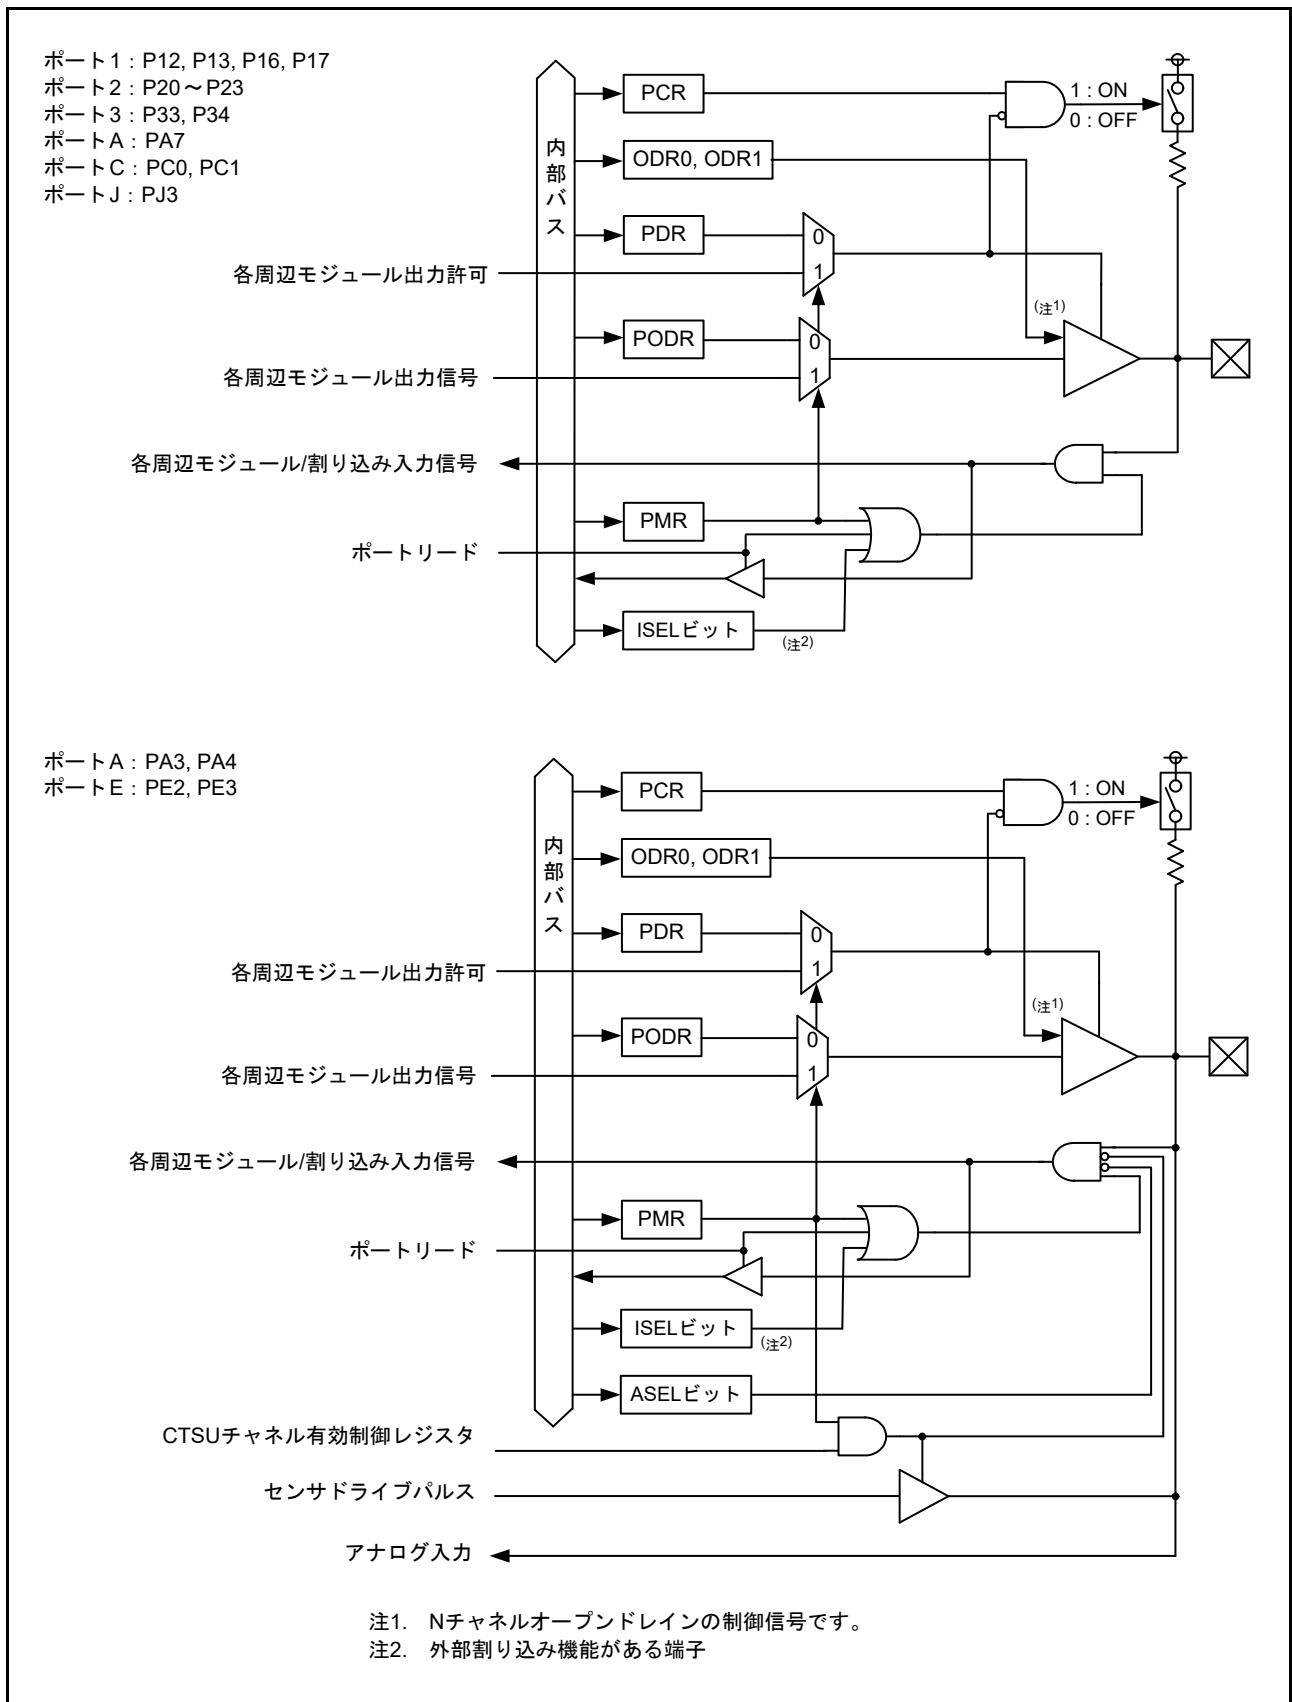 ポート1 : P12, P13, P16, P17
ポート2 : P20～P23
ポート3 : P33, P34
ポートA : PA7
ポートC : PC0, PC1
ポートJ : PJ3
内部バス
PCR
1 : ON
0 : OFF
ODR0, ODR1
PDR
0
1
各周辺モジュール出力許可
(注1)
PODR
0
1
各周辺モジュール出力信号
各周辺モジュール/割り込み入力信号
PMR
ポートリード
ISELビット
(注2)
ポートA : PA3, PA4
ポートE : PE2, PE3
内部バス
PCR
1 : ON
0 : OFF
ODR0, ODR1
PDR
0
1
各周辺モジュール出力許可
(注1)
PODR
0
1
各周辺モジュール出力信号
各周辺モジュール/割り込み入力信号
PMR
ポートリード
ISELビット
(注2)
ASELビット
CTSUチャネル有効制御レジスタ
センサドライブパルス
アナログ入力
注1. Nチャネルオープンドレインの制御信号です。
注2. 外部割り込み機能がある端子